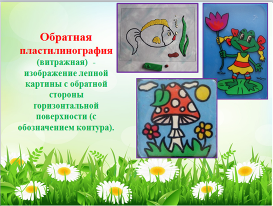 Обратная
пластилинография
(витражная) -
изображение лепной
картины с обратной
стороны
горизонтальной
поверхности (с
обозначением контура).